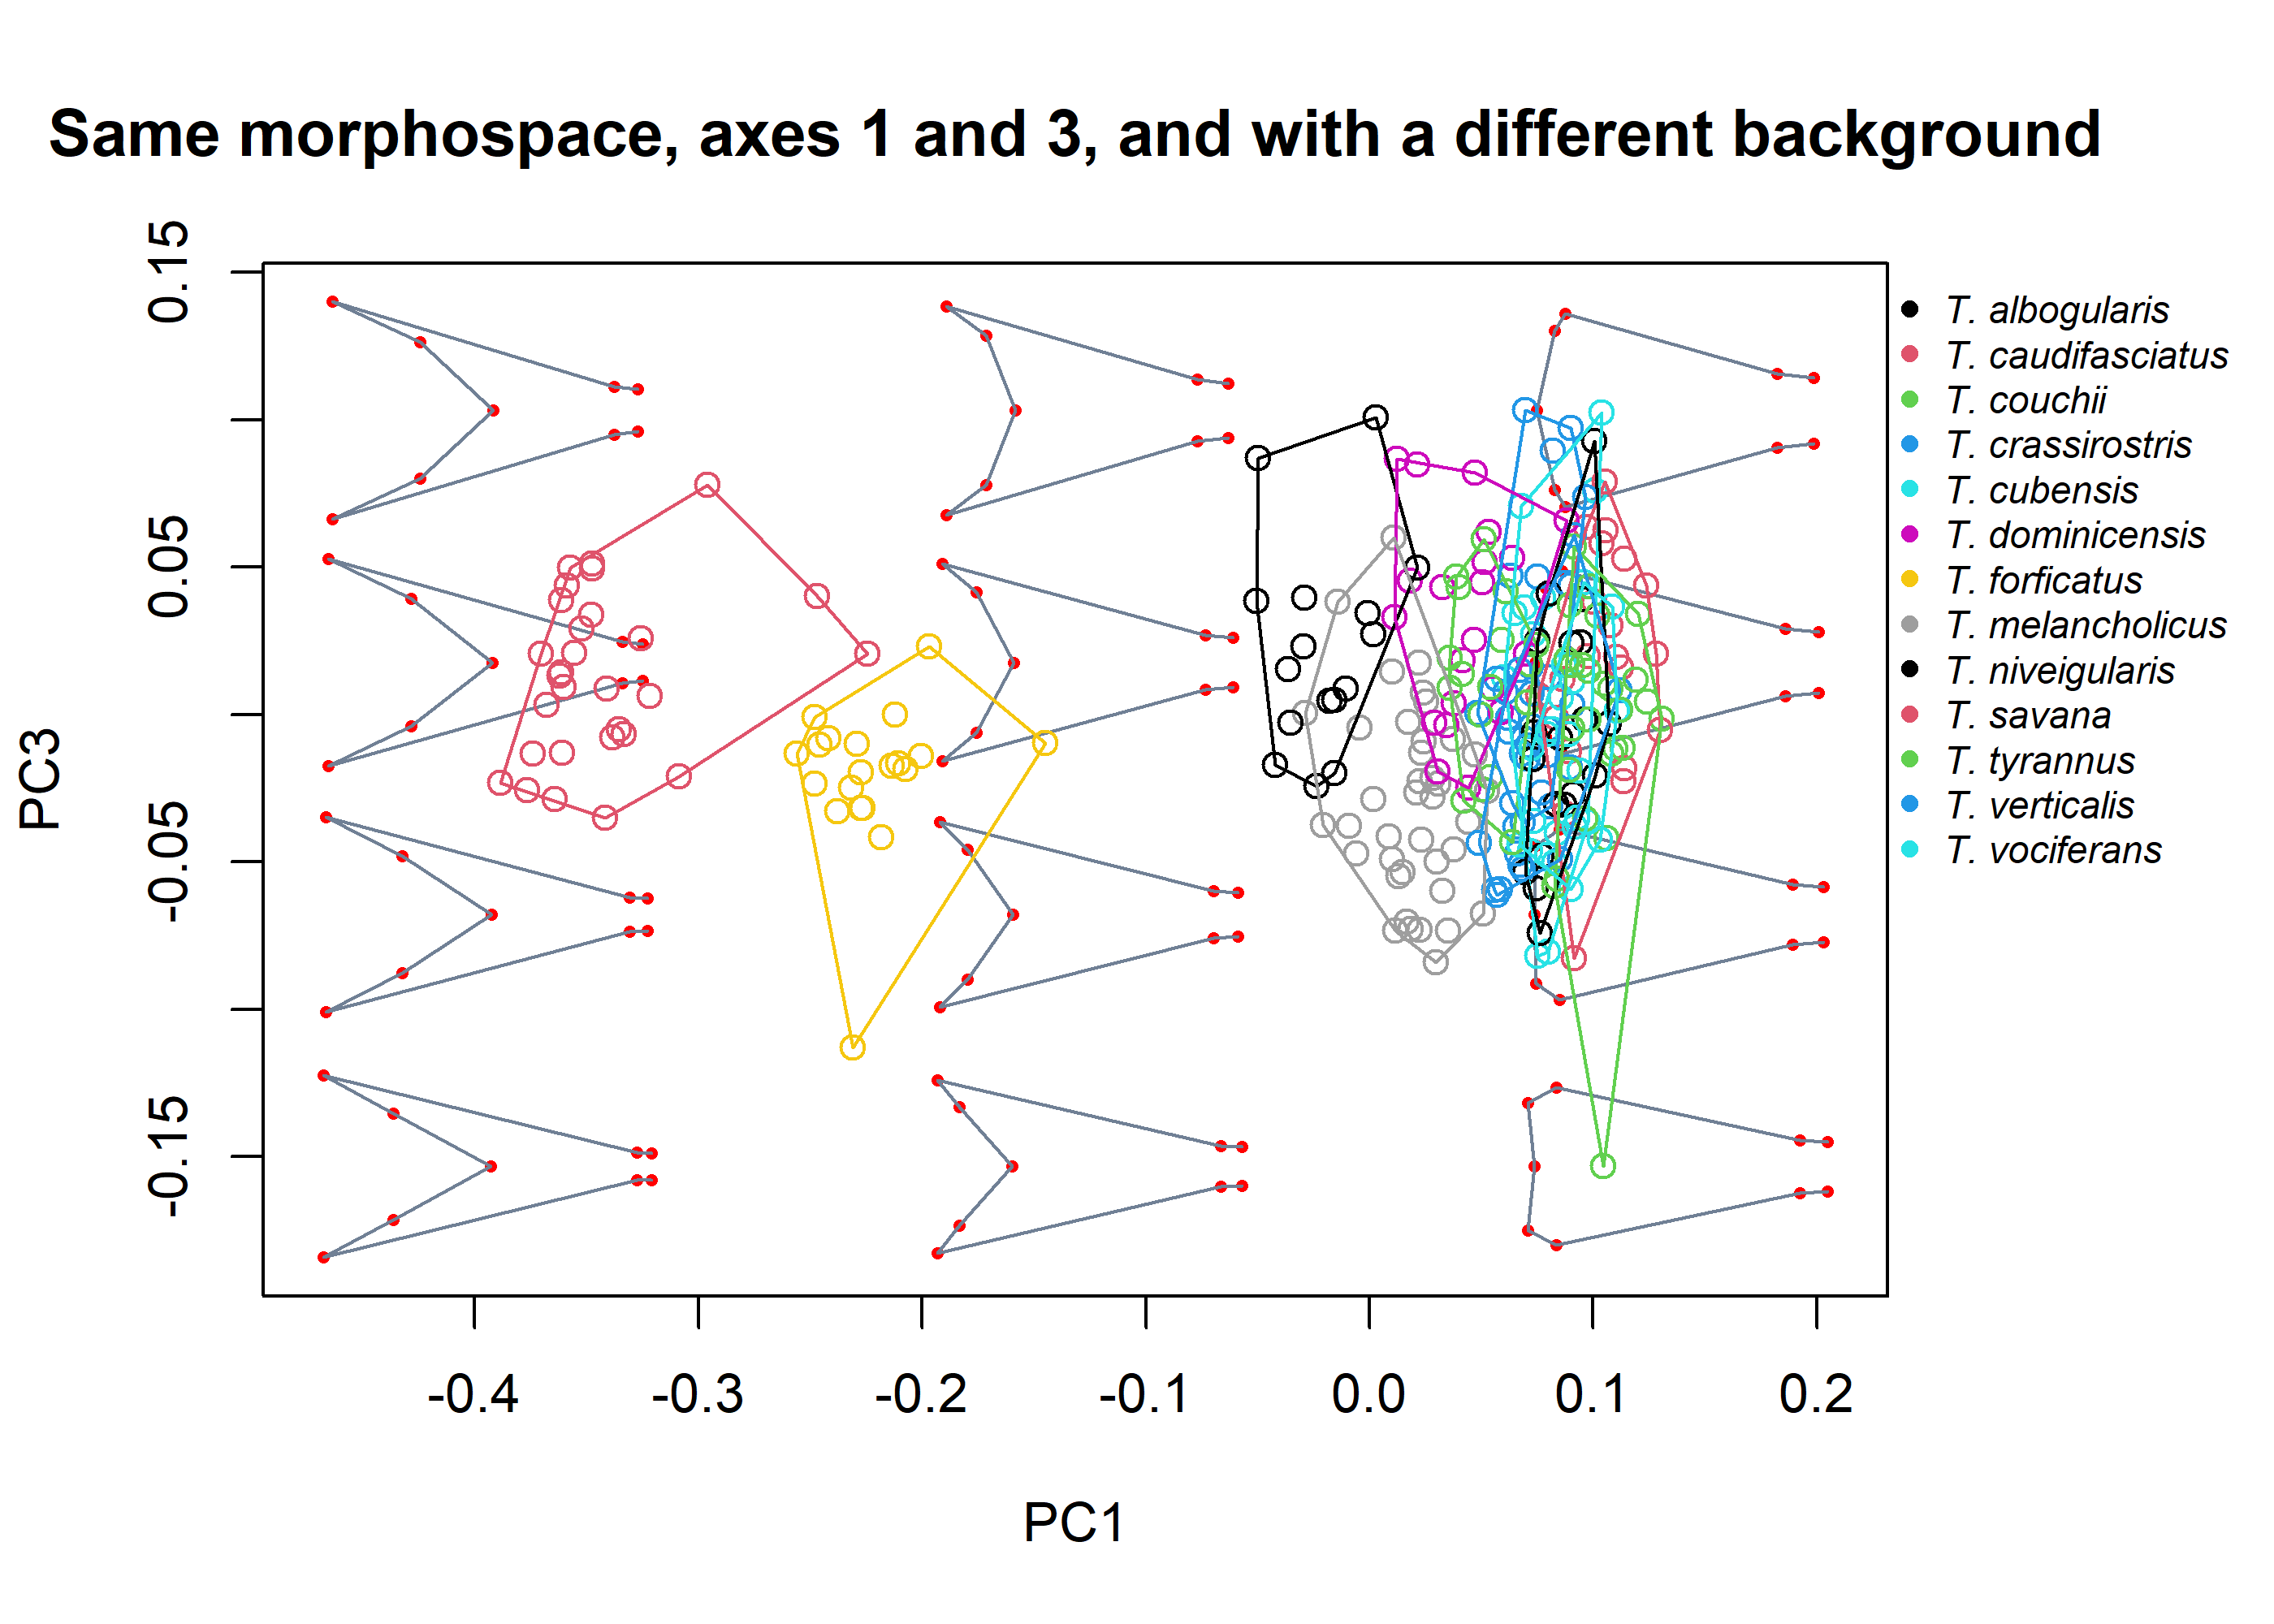 Same morphospace, axes 1 and 3, and with a different background
0.15
0.05
-0.05
-0.15
PC3
-0.4 -0.3 -0.2 -0.1 0.0 0.1 0.2
PC1
T. albogularis
T. caudifasciatus
T. couchii
T. crassirostris
T. cubensis
T. dominicensis
T. forficatus
T. melancholicus
T. niveigularis
T. savana
T. tyrannus
T. verticalis
T. vociferans